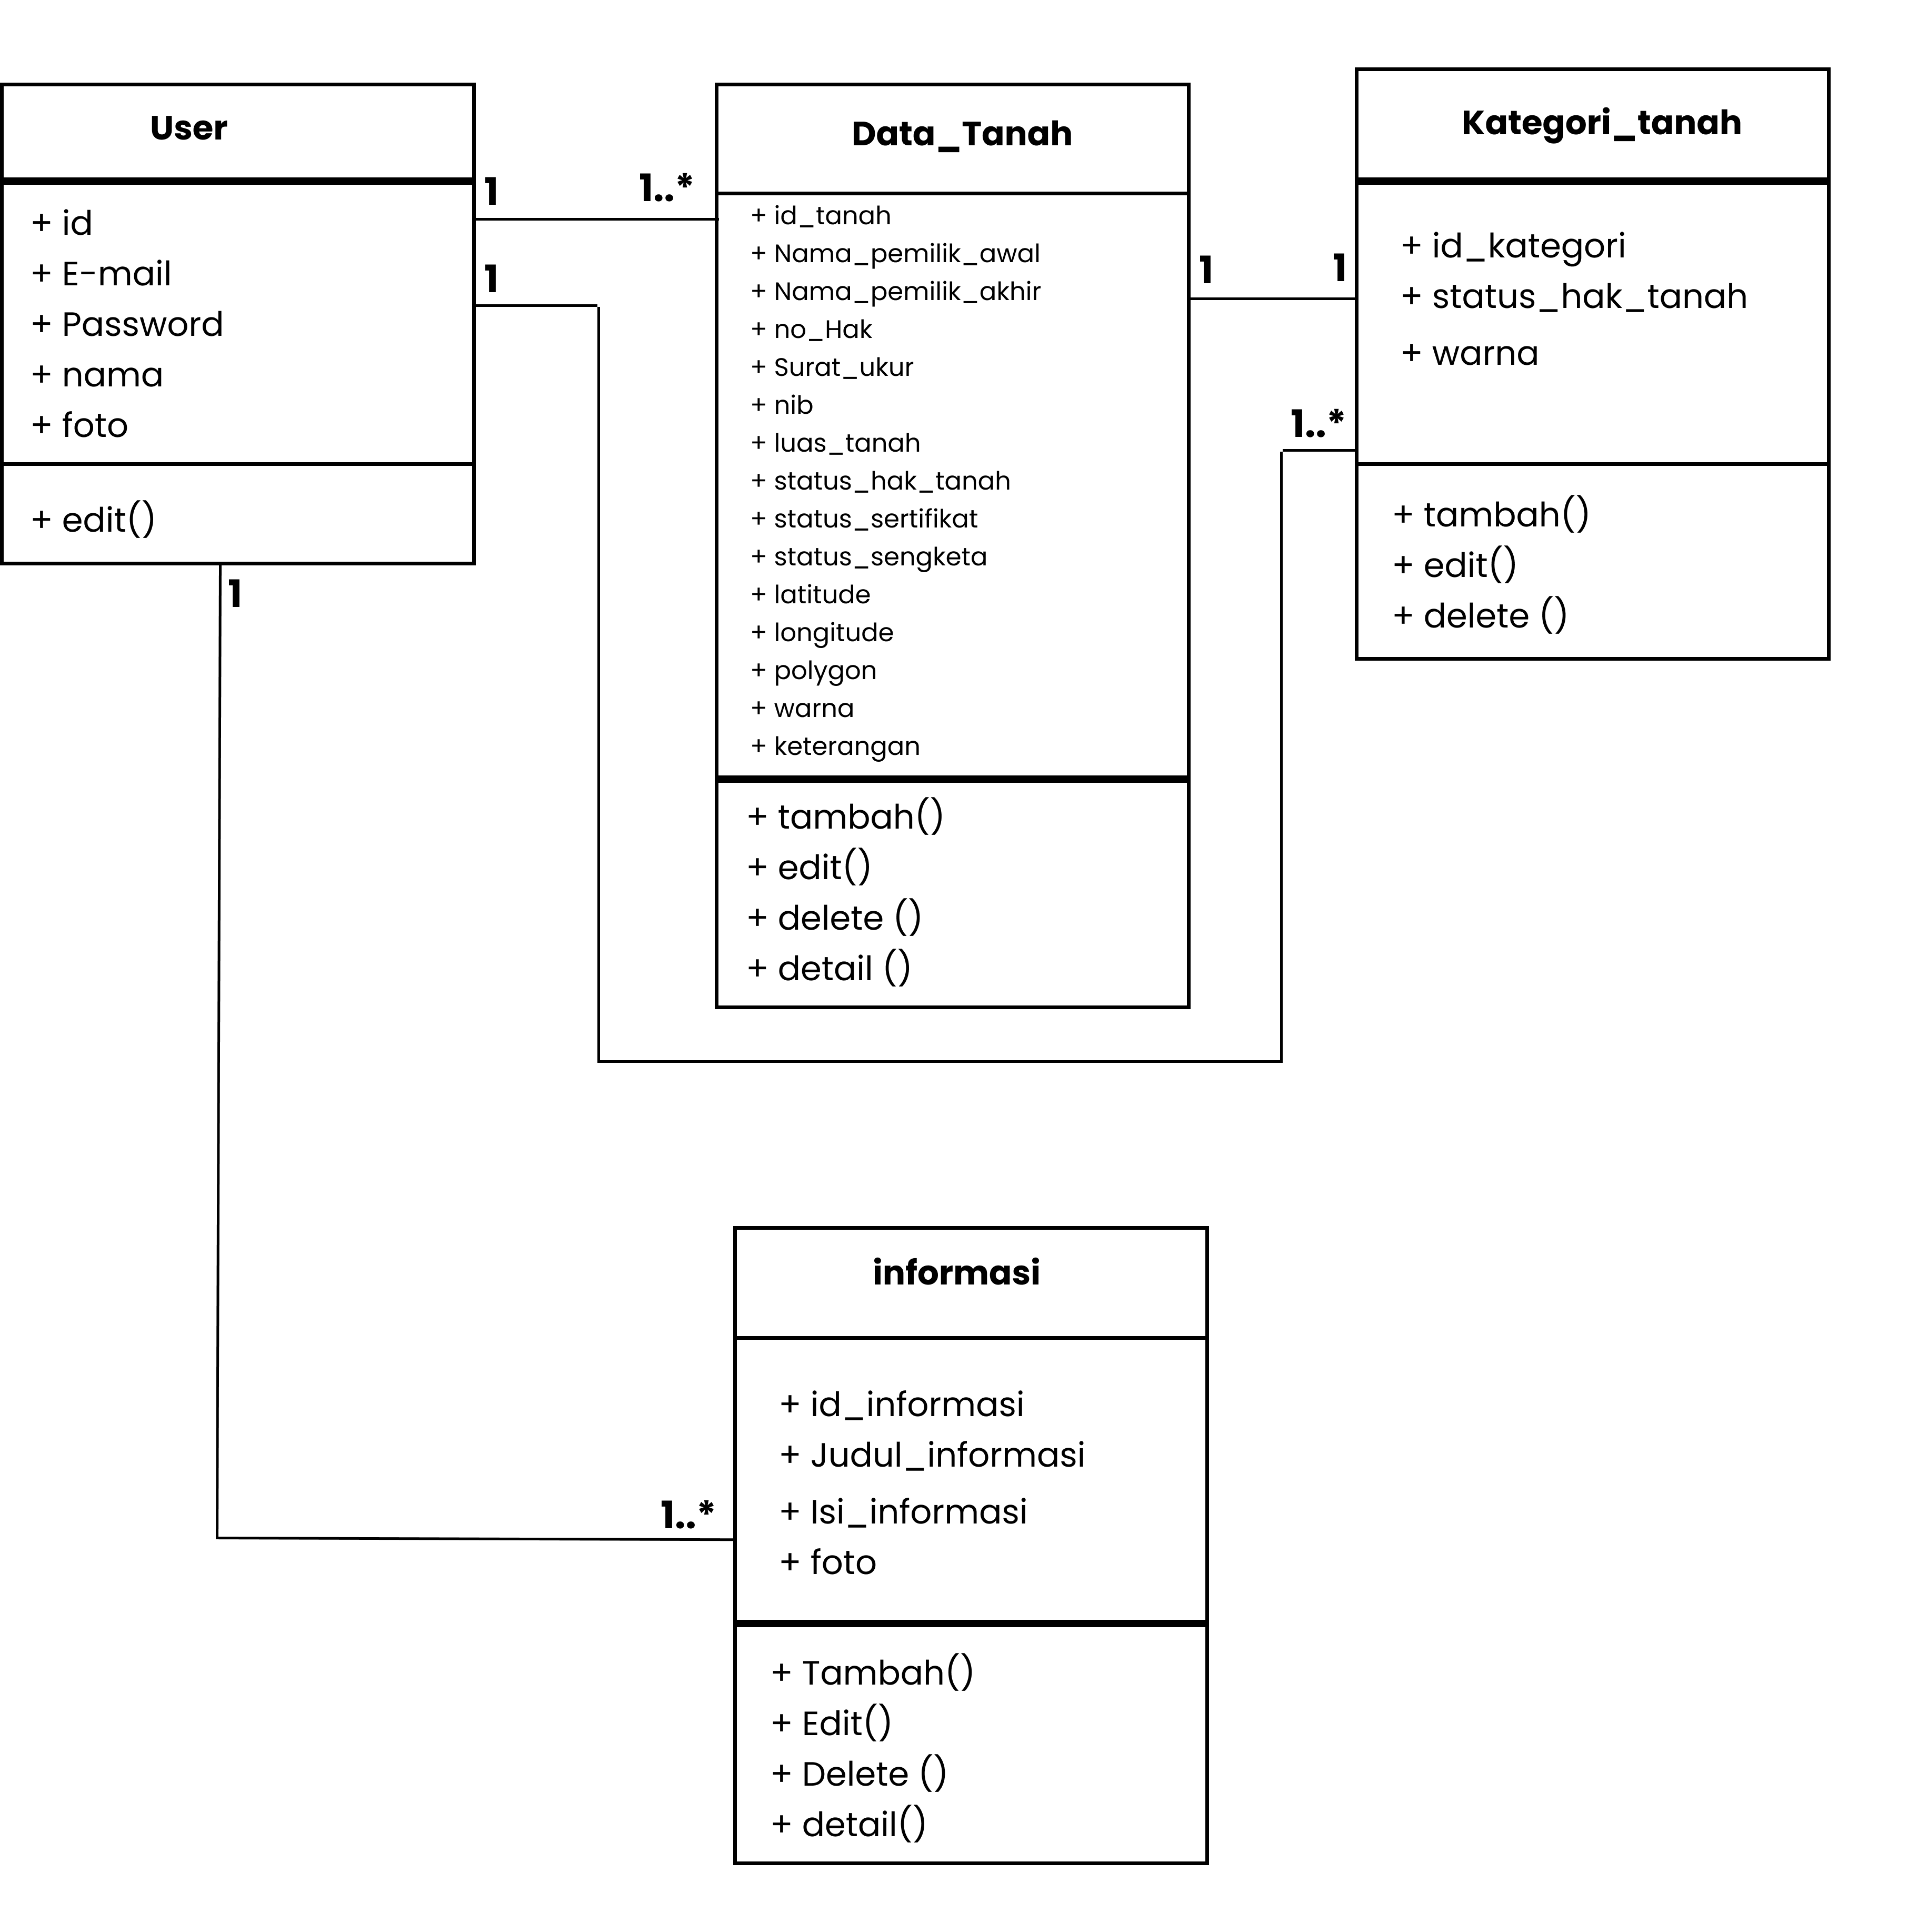 User
+ id
+ E-mail
+ Password
+ nama
+ foto
+ edit()
1
1..*
1
1
Data_Tanah
+ id_tanah
+ Nama_pemilik_awal
+ Nama_pemilik_akhir
+ no_Hak
+ Surat_ukur
+ nib
+ luas_tanah
+ status_hak_tanah
+ status_sertifikat
+ status_sengketa
+ latitude
+ longitude
+ polygon
+ warna
+ keterangan
+ tambah()
+ edit()
+ delete ()
+ detail ()
1
1
1..*
Kategori_tanah
+ id_kategori
+ status_hak_tanah
+ warna
+ tambah()
+ edit()
+ delete ()
1..*
informasi
+ id_informasi
+ Judul_informasi
+ Isi_informasi
+ foto
+ Tambah()
+ Edit()
+ Delete ()
+ detail()